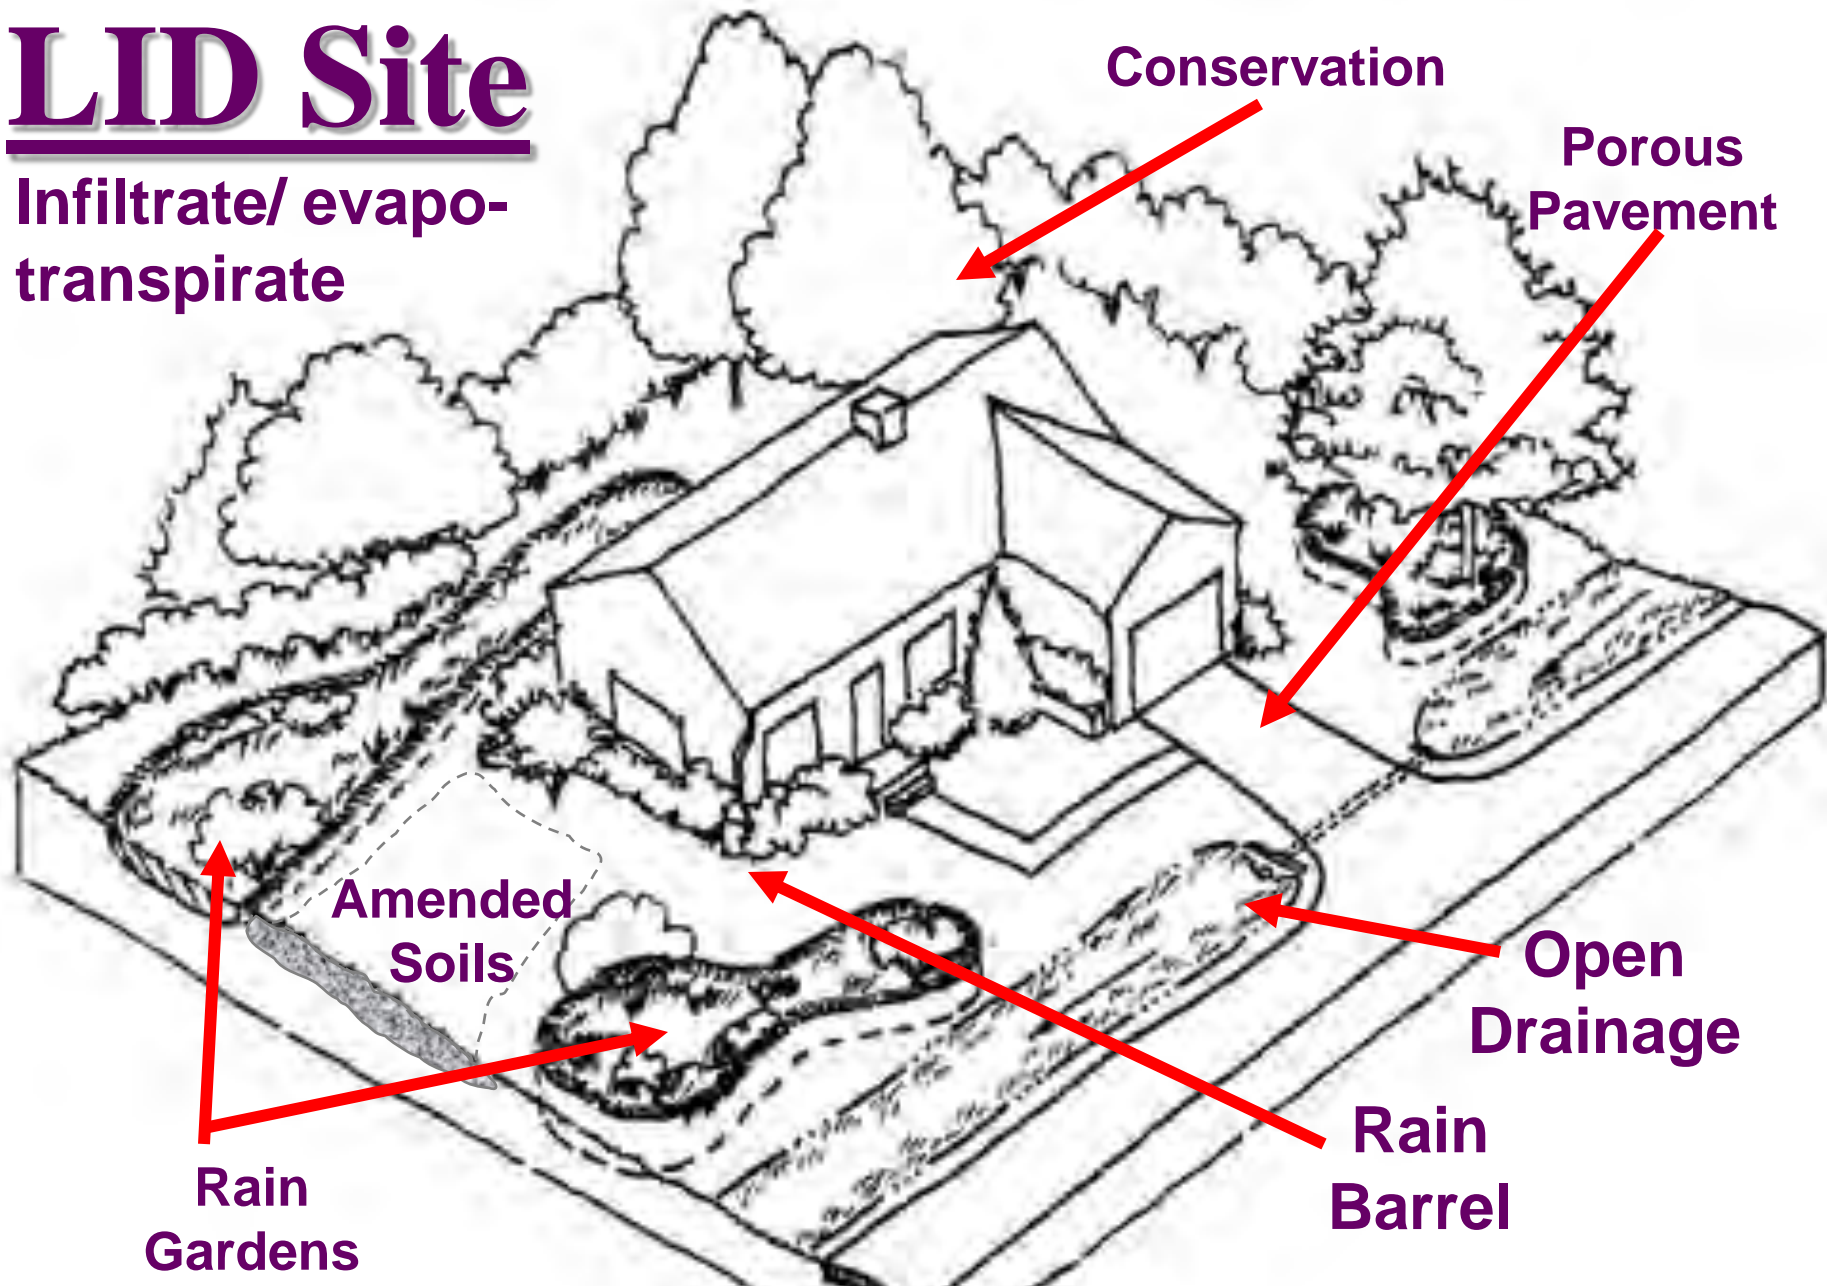 LID Site
Infiltrate/ evapo-
transpirate
Conservation
Porous
Pavement
Amended
Soils
Open
Drainage
Rain
Barrel
Rain
Gardens